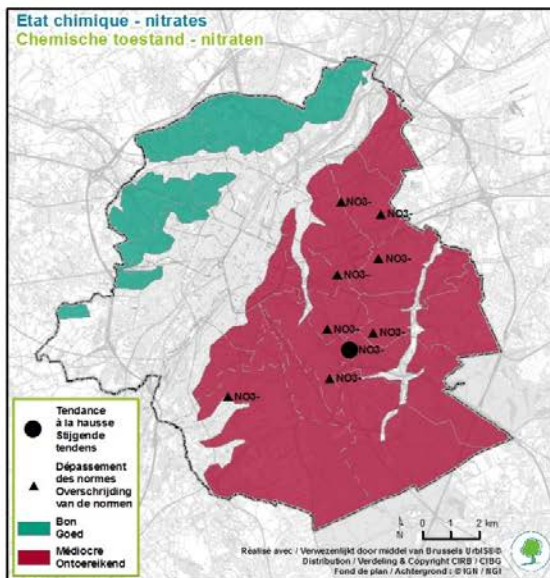 Etat chimique - nitrates
Chemische toestand - nitraten
NO3-
NO3-
NO3-
NO3-
NO3-
NO3-
NO3-
NO3-
NO3-
Tendance
à la hausse
Stijgende
tendens
Dépassement
des normes
Overschrijding
van de normen
Bon
Goed
Médiocre
Ontoereikend
N
0 1 2 km
Réalisé avec / Verwezenlijkt door middel van Brussels UrbIS®©
Distribution / Verdeling & Copyright CIRB / CIBG
Fond de plan / Achtergrond : © IGN / NGI